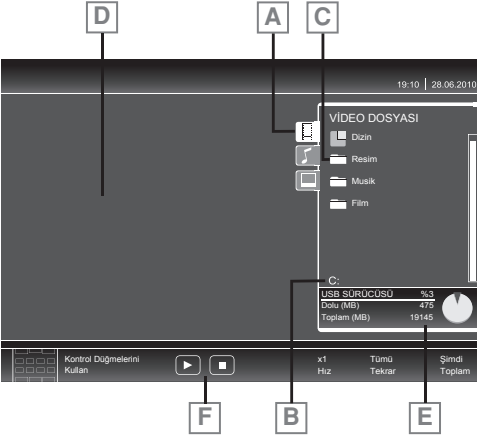 D
A
C
19:10 28.06.2010
VİDEO DOSYASI
Dizin
Resim
Musik
Film
C:
USB SÜRÜCÜSÜ %3
Dolu (MB) 475
Toplam (MB) 19145
Kontrol Düğmelerini
Kullan
x1 Tümü Şimdi
Hız Tekrar Toplam
F
B
E